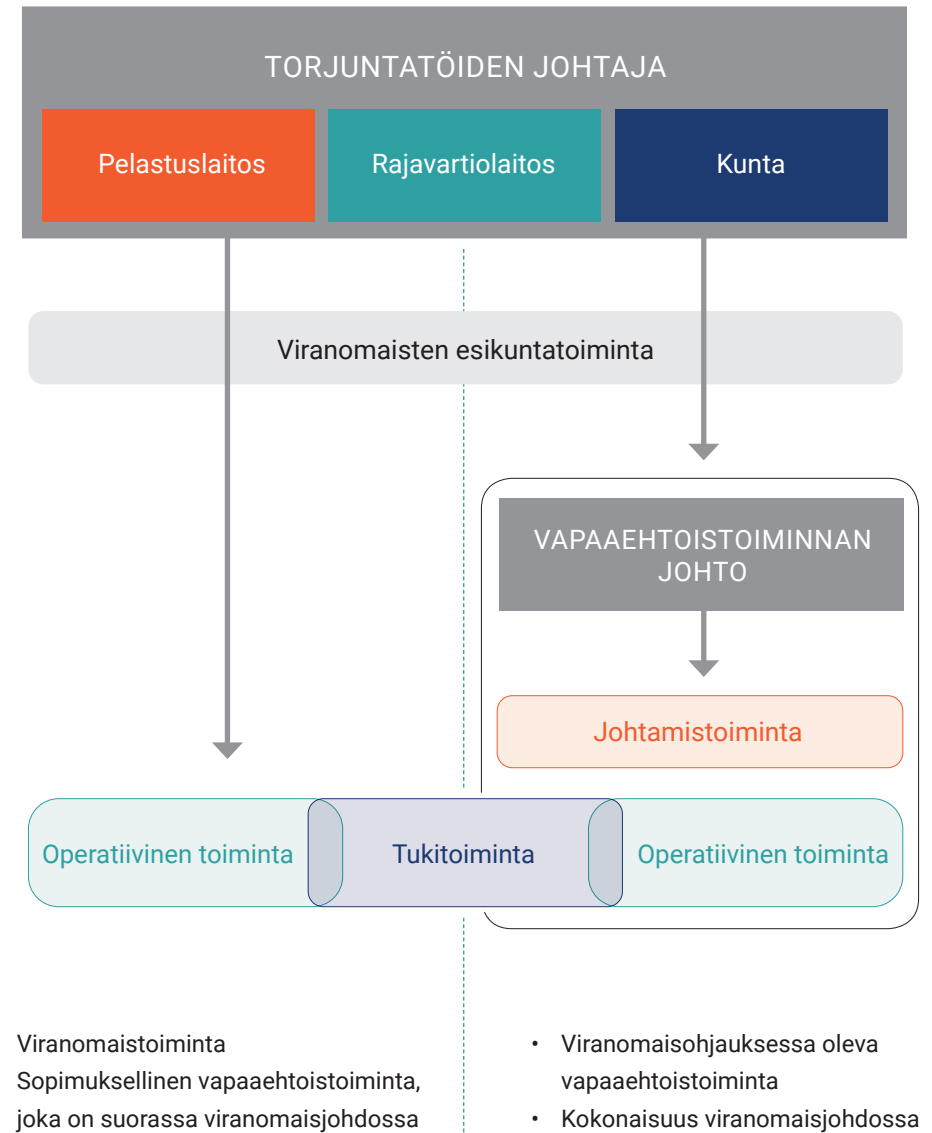 TORJUNTATÖIDEN JOHTAJA
Pelastuslaitos
Rajavartiolaitos
Kunta
Viranomaisten esikuntatoiminta
VAPAAEHTOISTOIMINNAN
JOHTO
Johtamistoiminta
Operatiivinen toiminta
Tukitoiminta
Operatiivinen toiminta
Viranomaistoiminta
Sopimuksellinen vapaaehtoistoiminta,
joka on suorassa viranomaisjohdossa
• Viranomaisohjauksessa oleva
vapaaehtoistoiminta
• Kokonaisuus viranomaisjohdossa